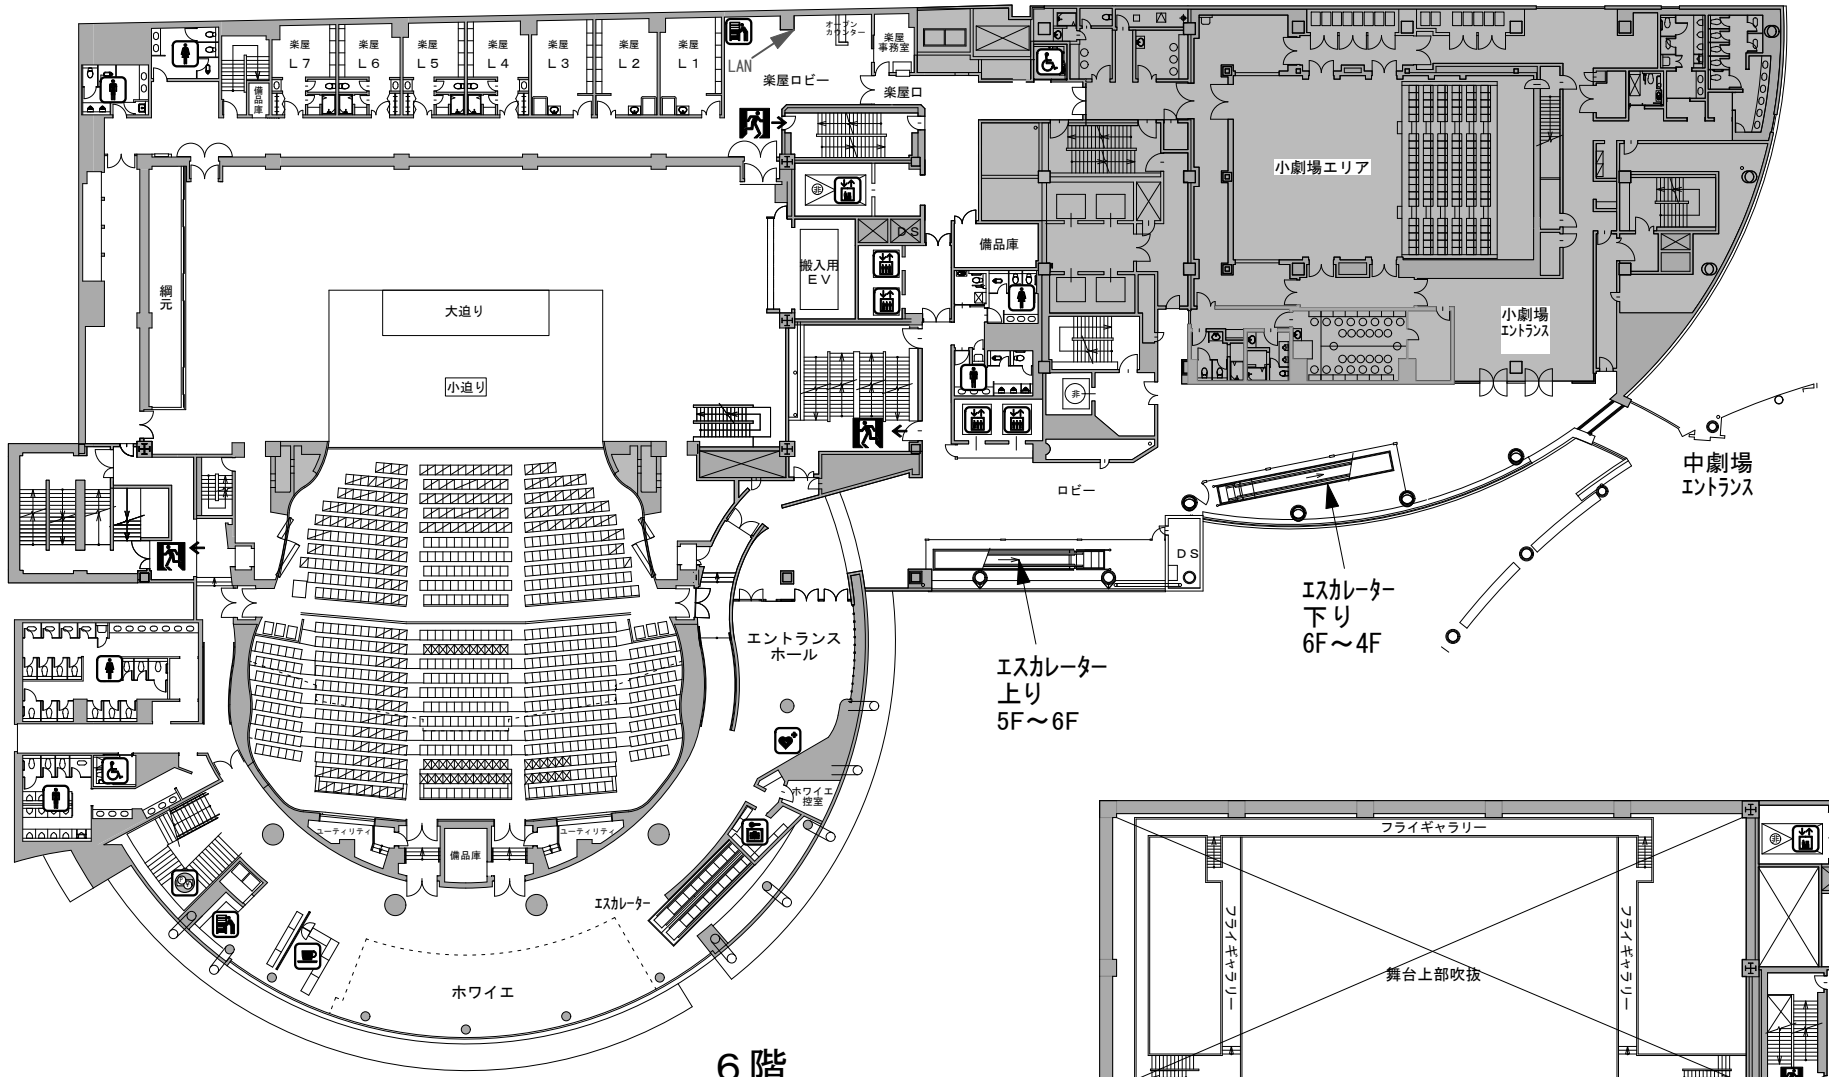 楽屋
L7
楽屋
L6
楽屋
L5
楽屋
L4
楽屋
L3
楽屋
L2
楽屋
L1
LAN
オープン
カウンター
楽屋
事務室
楽屋ロビー
楽屋口
備品庫
非
DS
備品庫
搬入用
EV
綱元
大迫り
小迫り
非
小劇場エリア
小劇場
エントランス
中劇場
エントランス
ロビー
DS
エスカレーター
下り
6F～4F
エスカレーター
上り
5F～6F
エントランス
ホール
ホワイエ
控室
ユーティリティ
備品庫
ユーティリティ
エスカレーター
ホワイエ
6階
フライギャラリー
非
フライギャラリー
フライギャラリー
舞台上部吹抜